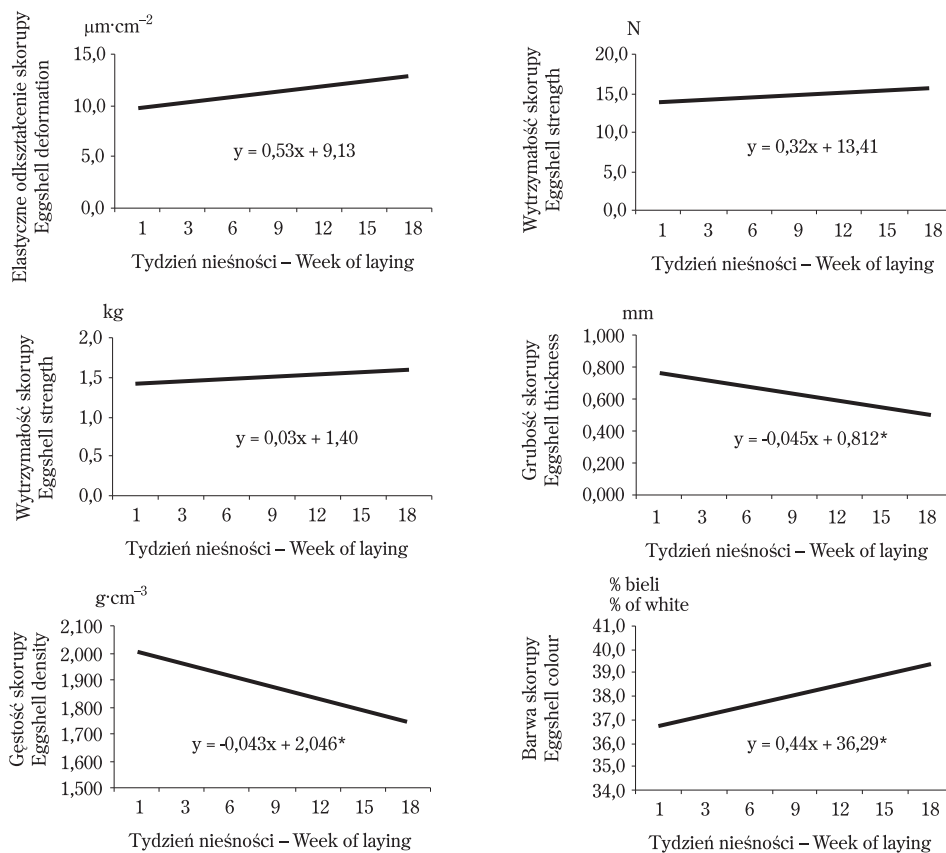 μm·cm⁻²
Elastyczne odkształcenie skorupy
Eggshell deformation
15,0
10,0
5,0
0,0
y = 0,53x + 9,13
1 3 6 9 12 15 18
Tydzień nieśności – Week of laying
N
Wytrzymałość skorupy
Eggshell strength
20,0
15,0
10,0
5,0
0,0
y = 0,32x + 13,41
1 3 6 9 12 15 18
Tydzień nieśności – Week of laying
kg
Wytrzymałość skorupy
Eggshell strength
2,0
1,5
1,0
0,5
0,0
y = 0,03x + 1,40
1 3 6 9 12 15 18
Tydzień nieśności – Week of laying
mm
Grubość skorupy
Eggshell thickness
1,000
0,800
0,600
0,400
0,200
0,000
y = -0,045x + 0,812*
1 3 6 9 12 15 18
Tydzień nieśności – Week of laying
g·cm⁻³
Gęstość skorupy
Eggshell density
2,100
2,000
1,900
1,800
1,700
1,600
1,500
y = -0,043x + 2,046*
1 3 6 9 12 15 18
Tydzień nieśności – Week of laying
% bieli
% of white
Barwa skorupy
Eggshell colour
41,0
40,0
39,0
38,0
37,0
36,0
35,0
34,0
y = 0,44x + 36,29*
1 3 6 9 12 15 18
Tydzień nieśności – Week of laying